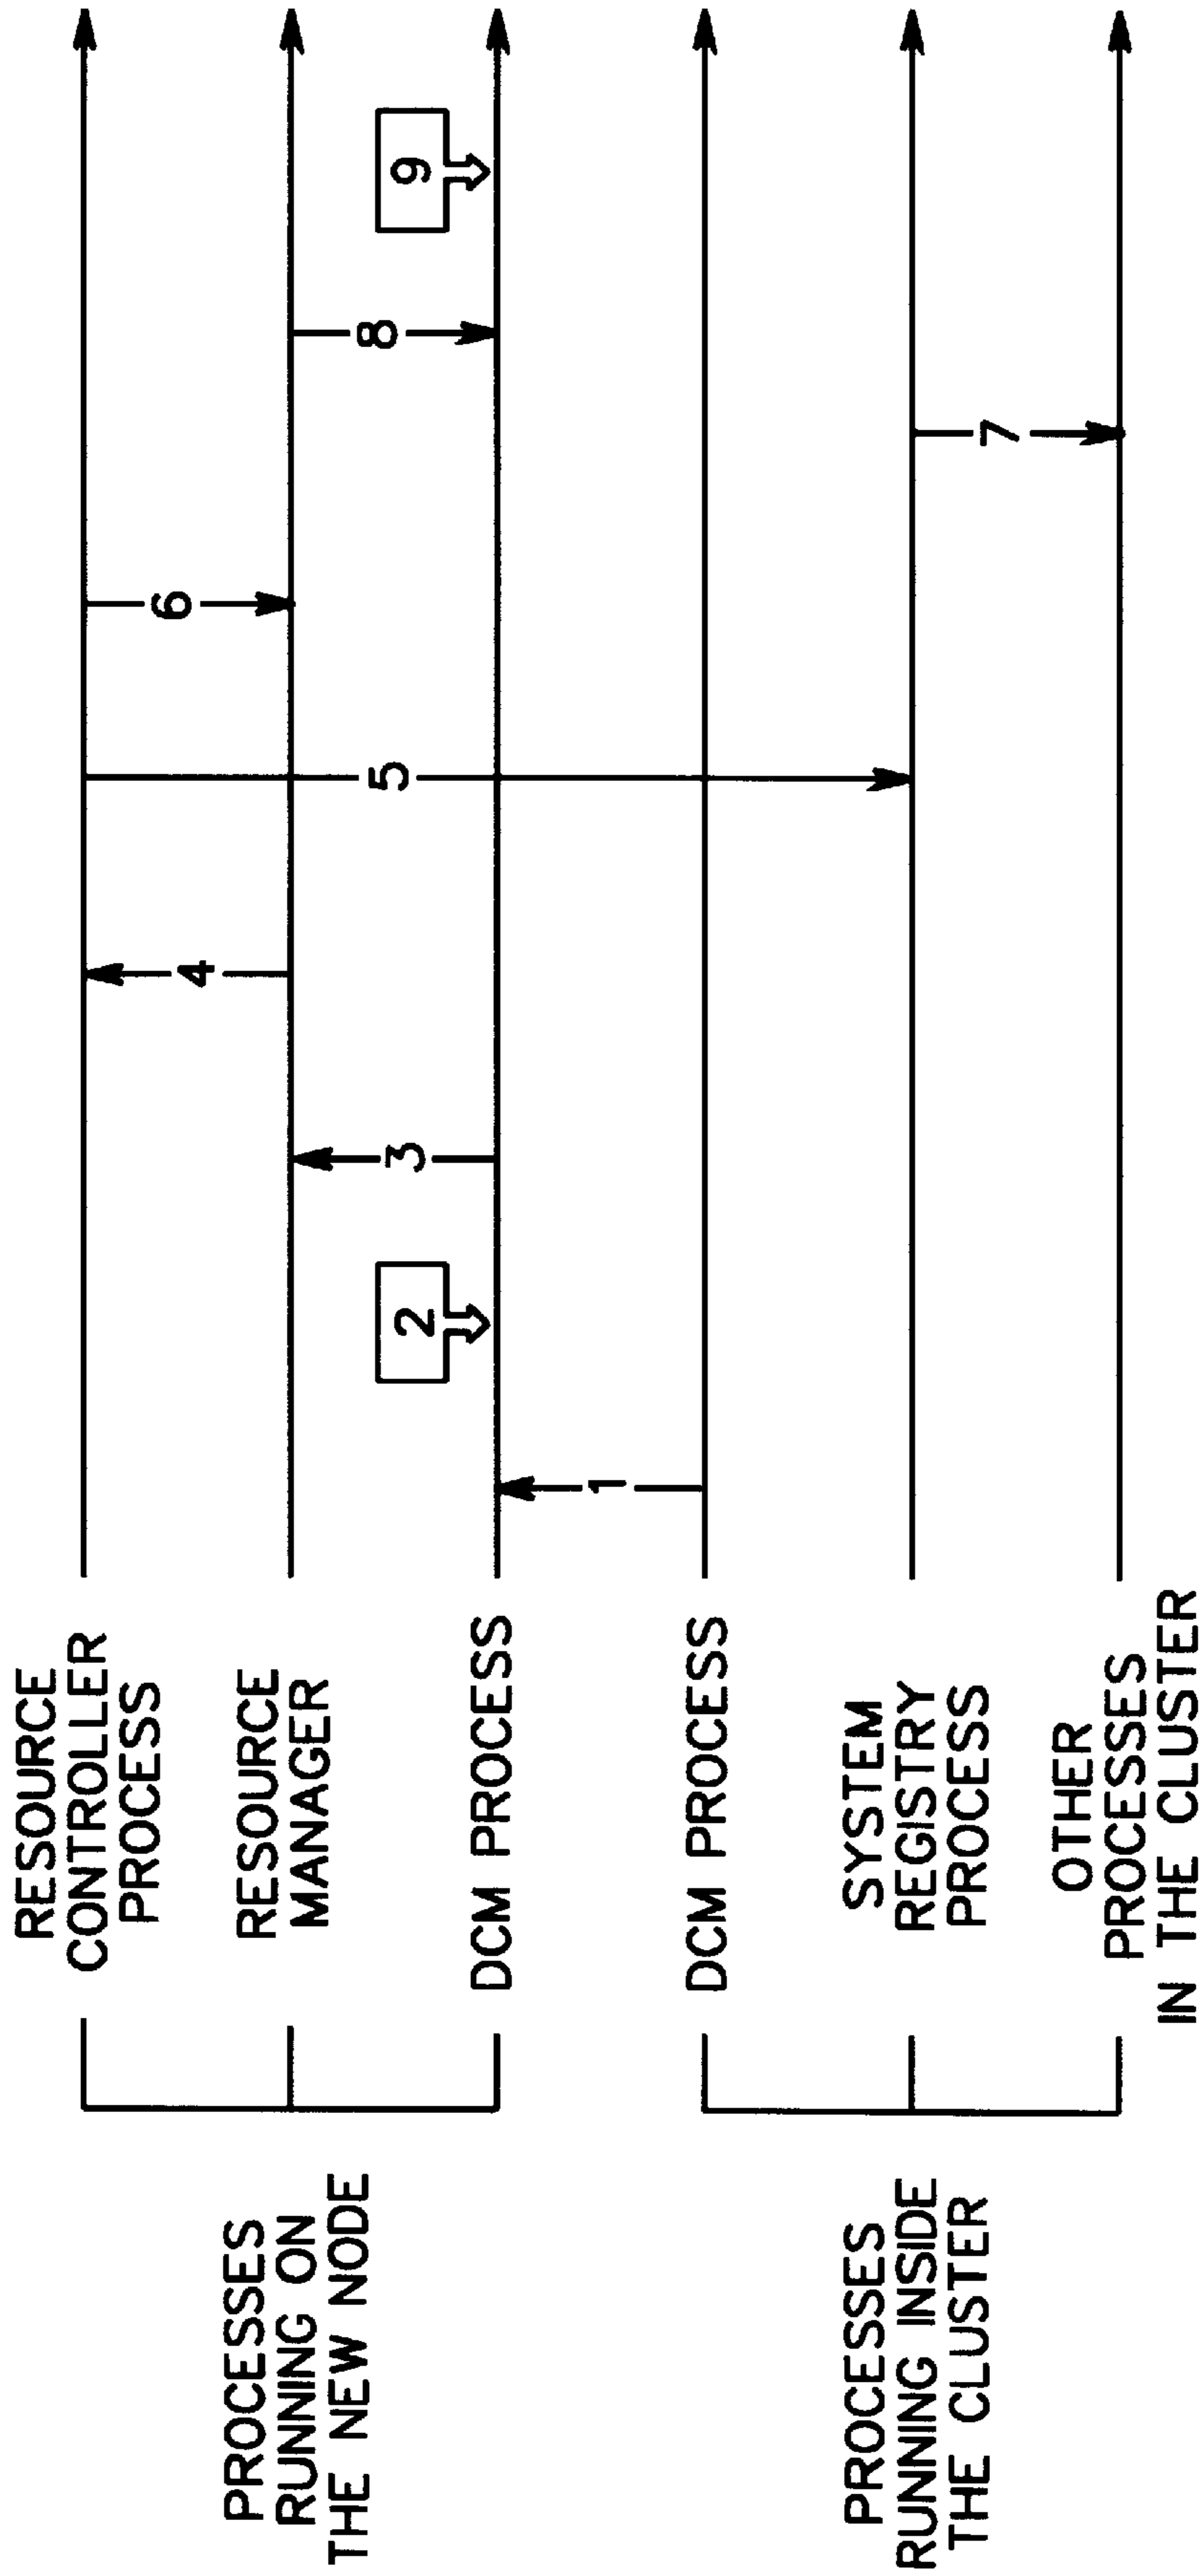 PROCESSES
RUNNING ON
THE NEW NODE
RESOURCE
CONTROLLER
PROCESS
RESOURCE
MANAGER
DCM PROCESS
PROCESSES
RUNNING INSIDE
THE CLUSTER
DCM PROCESS
SYSTEM
REGISTRY
PROCESS
OTHER
PROCESSES
IN THE CLUSTER
1
2
3
4
5
6
7
8
9